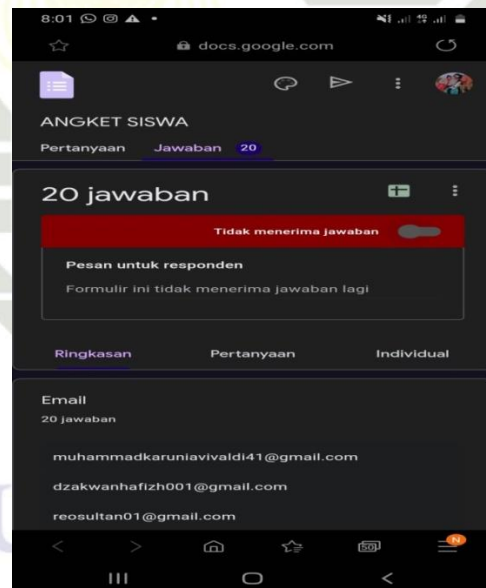 8:01
docs.google.com
ANGKET SISWA
Pertanyaan Jawaban 20
20 jawaban
Tidak menerima jawaban
Pesan untuk responden
Formulir ini tidak menerima jawaban lagi
Ringkasan Pertanyaan Individual
Email
20 jawaban
muhammadkaruniavivaldi41@gmail.com
dzakwanhafizh001@gmail.com
reosultan01@gmail.com
50 N